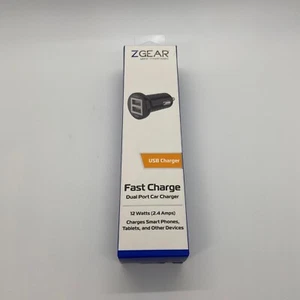 ZGEAR
USB Charger
Fast Charge
Dual Port Car Charger
12 Watts (2.4 Amps)
Charges Smart Phones,
Tablets, and Other Devices